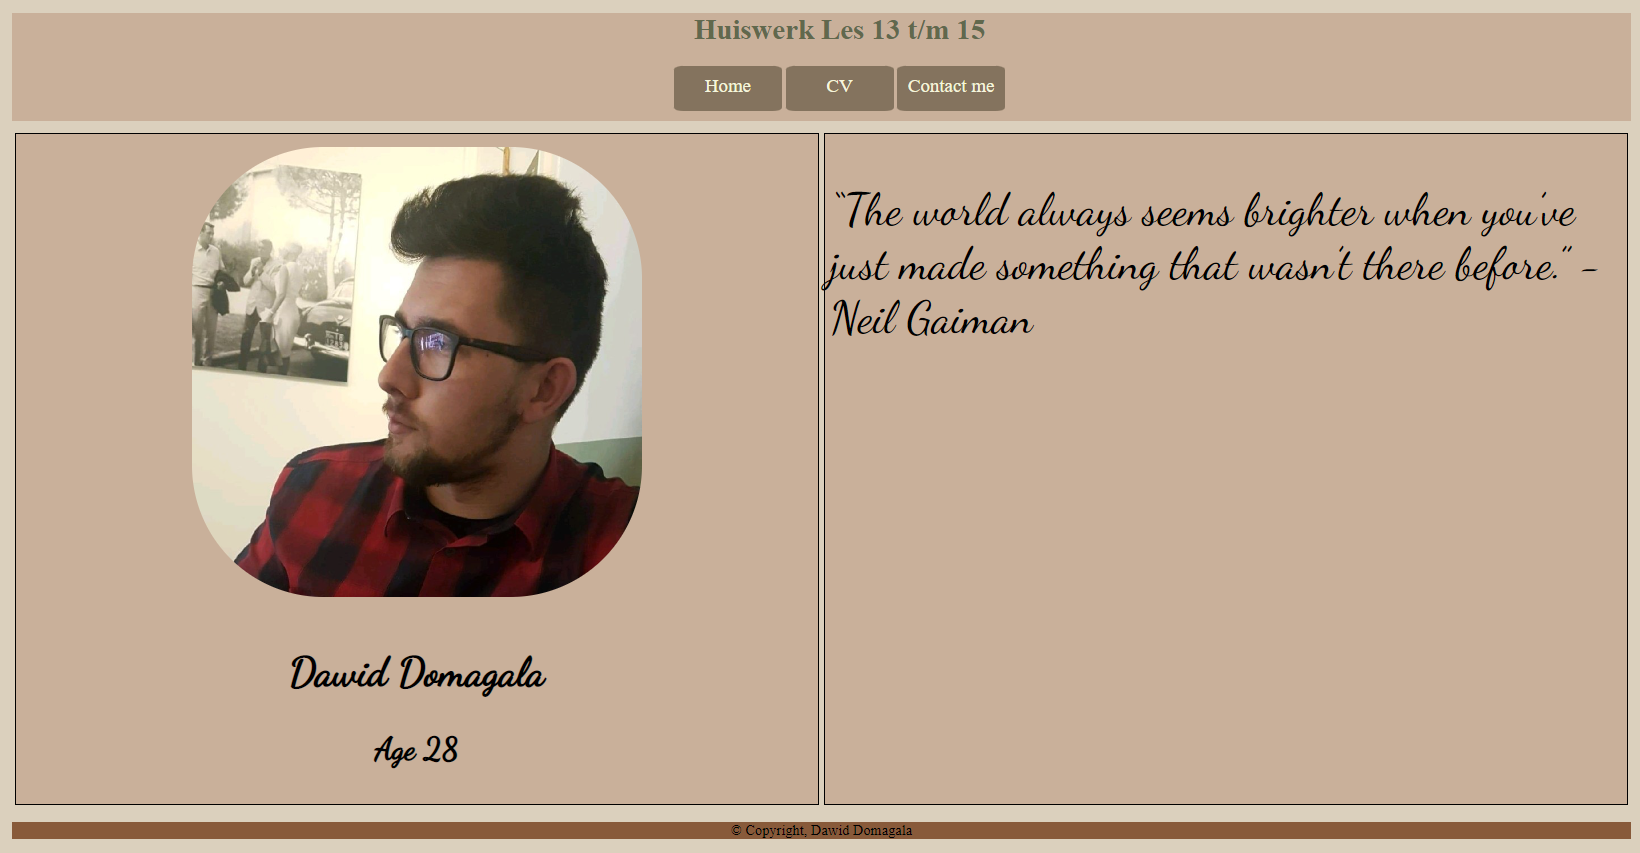 Huiswerk Les 13 t/m 15
Home CV Contact me
“The world always seems brighter when you've
just made something that wasn't there before.” -
Neil Gaiman
Dawid Domagala
Age 28
© Copyright, Dawid Domagala